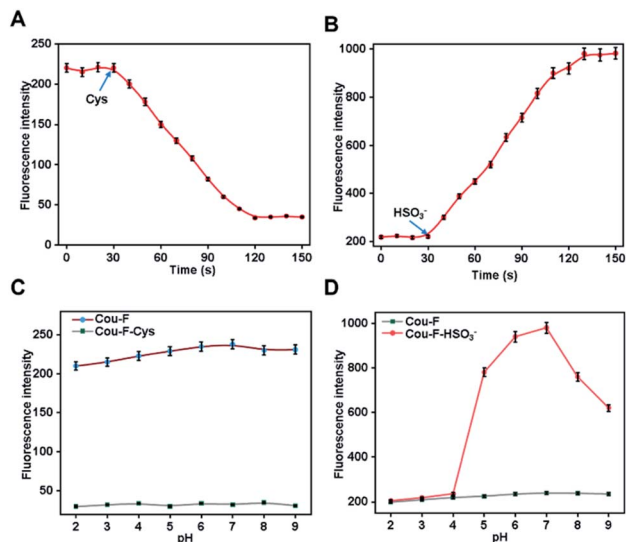 A
250
200
150
100
50
0
Fluorescence intensity
Cys
0 30 60 90 120 150
Time (s)
B
1000
800
600
400
200
Fluorescence intensity
HSO₃⁻
0 30 60 90 120 150
Time (s)
C
Cou-F
Cou-F-Cys
250
200
150
100
50
Fluorescence intensity
2 3 4 5 6 7 8 9
pH
D
Cou-F
Cou-F-HSO₃⁻
1000
800
600
400
200
Fluorescence intensity
2 3 4 5 6 7 8 9
pH